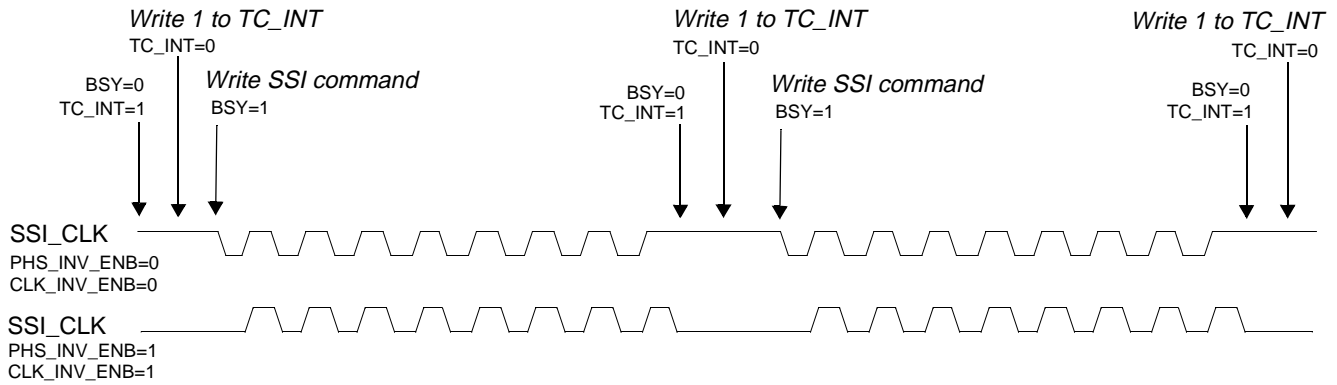 Write 1 to TC_INT
TC_INT=0
BSY=0
TC_INT=1
Write SSI command
BSY=1
Write 1 to TC_INT
TC_INT=0
BSY=0
TC_INT=1
Write SSI command
BSY=1
Write 1 to TC_INT
TC_INT=0
BSY=0
TC_INT=1
SSI_CLK
PHS_INV_ENB=0
CLK_INV_ENB=0
SSI_CLK
PHS_INV_ENB=1
CLK_INV_ENB=1